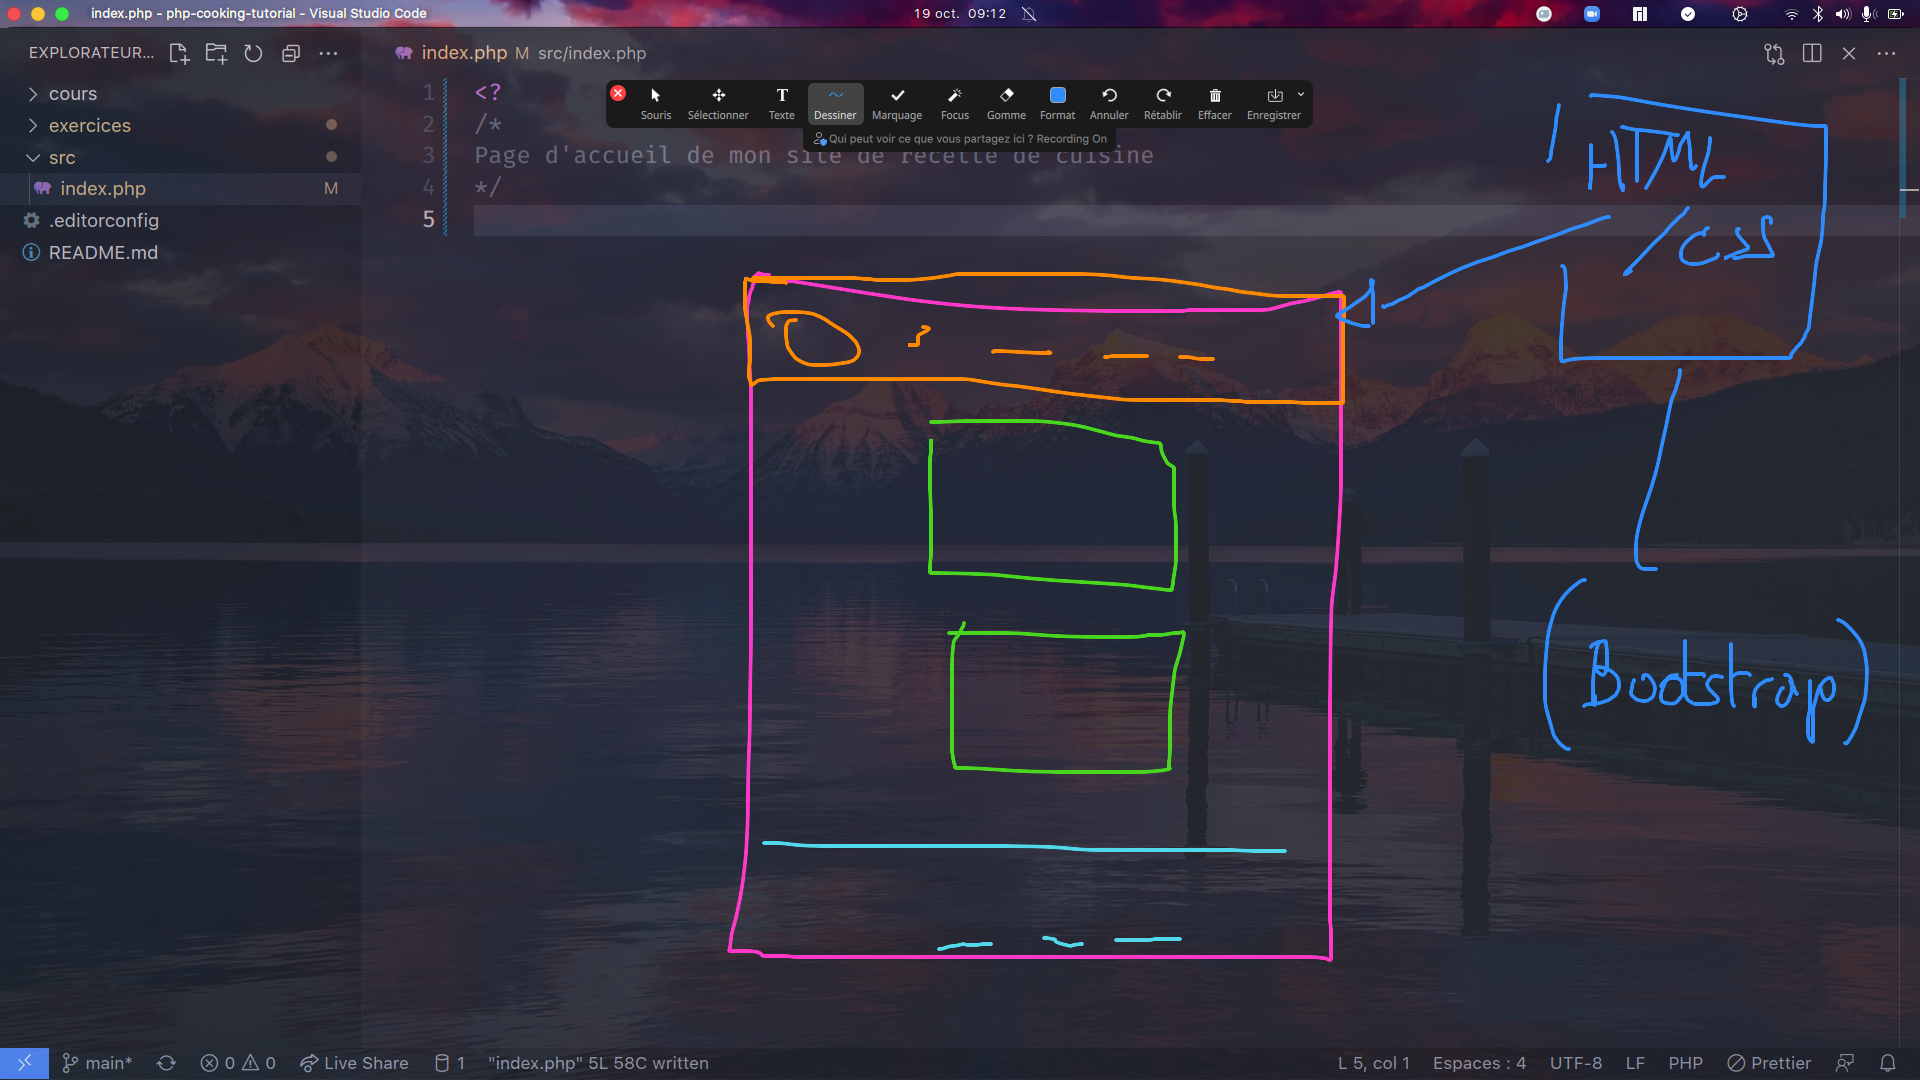 index.php - php-cooking-tutorial - Visual Studio Code
19 oct. 09:12
EXPLORATEUR...
index.php M src/index.php
cours
exercices
src
index.php M
.editorconfig
README.md
1 <?
2 /*
3 Page d'accueil de mon site de recette de cuisine
4 */
5
Souris Sélectionner Texte Dessiner Marquage Focus Gomme Format Annuler Rétablir Effacer Enregistrer
Qui peut voir ce que vous partagez ici ? Recording On
HTML
/CSS
(Bootstrap)
main* 0 0 Live Share 1 "index.php" 5L 58C written
L 5, col 1 Espaces : 4 UTF-8 LF PHP Prettier